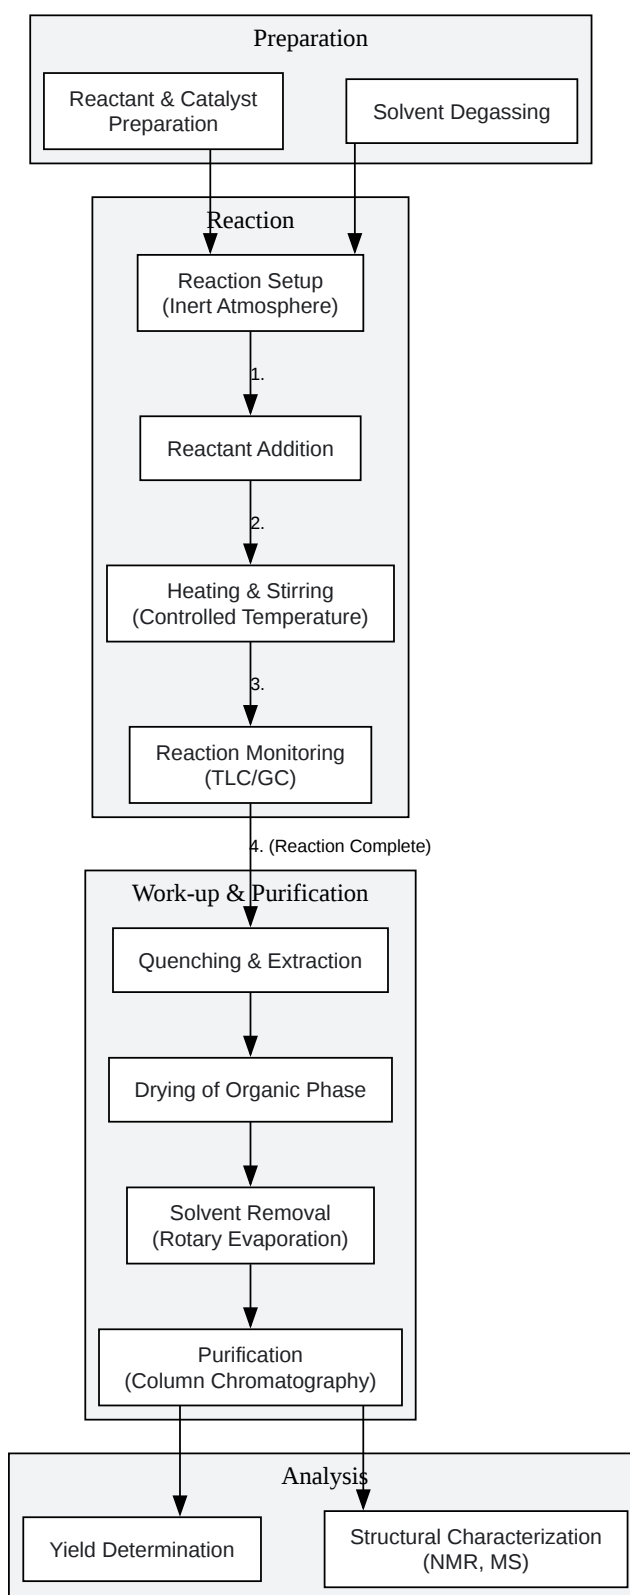 Preparation
Reactant & Catalyst
Preparation
Solvent Degassing
Reaction
Reaction Setup
(Inert Atmosphere)
1.
Reactant Addition
2.
Heating & Stirring
(Controlled Temperature)
3.
Reaction Monitoring
(TLC/GC)
4. (Reaction Complete)
Work-up & Purification
Quenching & Extraction
Drying of Organic Phase
Solvent Removal
(Rotary Evaporation)
Purification
(Column Chromatography)
Analysis
Yield Determination
Structural Characterization
(NMR, MS)